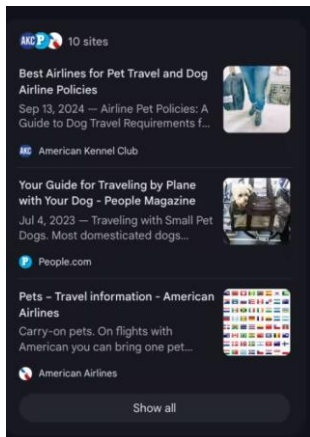 AKC P 10 sites
Best Airlines for Pet Travel and Dog
Airline Policies
Sep 13, 2024 — Airline Pet Policies: A
Guide to Dog Travel Requirements f...
AKC American Kennel Club
Your Guide for Traveling by Plane
with Your Dog - People Magazine
Jul 4, 2023 — Traveling with Small Pet
Dogs. Most domesticated dogs...
P People.com
Pets – Travel information - American
Airlines
Carry-on pets. On flights with
American you can bring one pet...
American Airlines
Show all